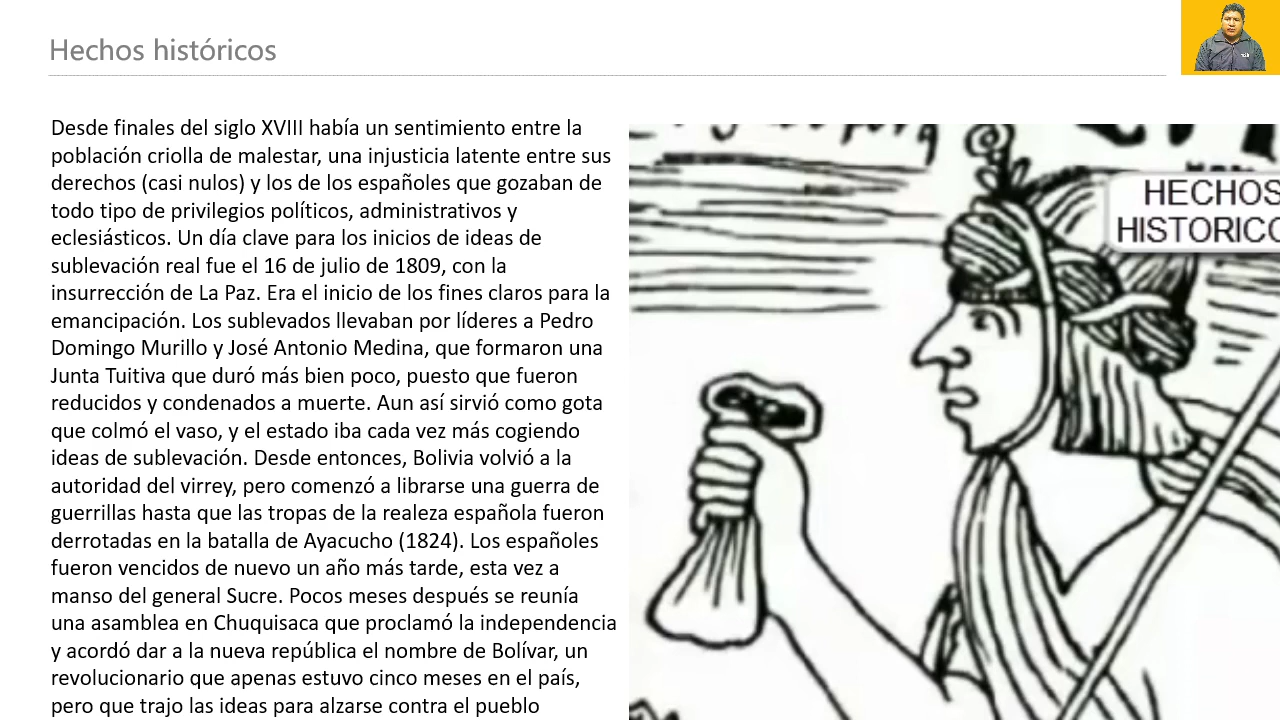 Hechos históricos
Desde finales del siglo XVIII había un sentimiento entre la
población criolla de malestar, una injusticia latente entre sus
derechos (casi nulos) y los de los españoles que gozaban de
todo tipo de privilegios políticos, administrativos y
eclesiásticos. Un día clave para los inicios de ideas de
sublevación real fue el 16 de julio de 1809, con la
insurrección de La Paz. Era el inicio de los fines claros para la
emancipación. Los sublevados llevaban por líderes a Pedro
Domingo Murillo y José Antonio Medina, que formaron una
Junta Tuitiva que duró más bien poco, puesto que fueron
reducidos y condenados a muerte. Aun así sirvió como gota
que colmó el vaso, y el estado iba cada vez más cogiendo
ideas de sublevación. Desde entonces, Bolivia volvió a la
autoridad del virrey, pero comenzó a librarse una guerra de
guerrillas hasta que las tropas de la realeza española fueron
derrotadas en la batalla de Ayacucho (1824). Los españoles
fueron vencidos de nuevo un año más tarde, esta vez a
manso del general Sucre. Pocos meses después se reunía
una asamblea en Chuquisaca que proclamó la independencia
y acordó dar a la nueva república el nombre de Bolívar, un
revolucionario que apenas estuvo cinco meses en el país,
pero que trajo las ideas para alzarse contra el pueblo
HECHOS
HISTORICO